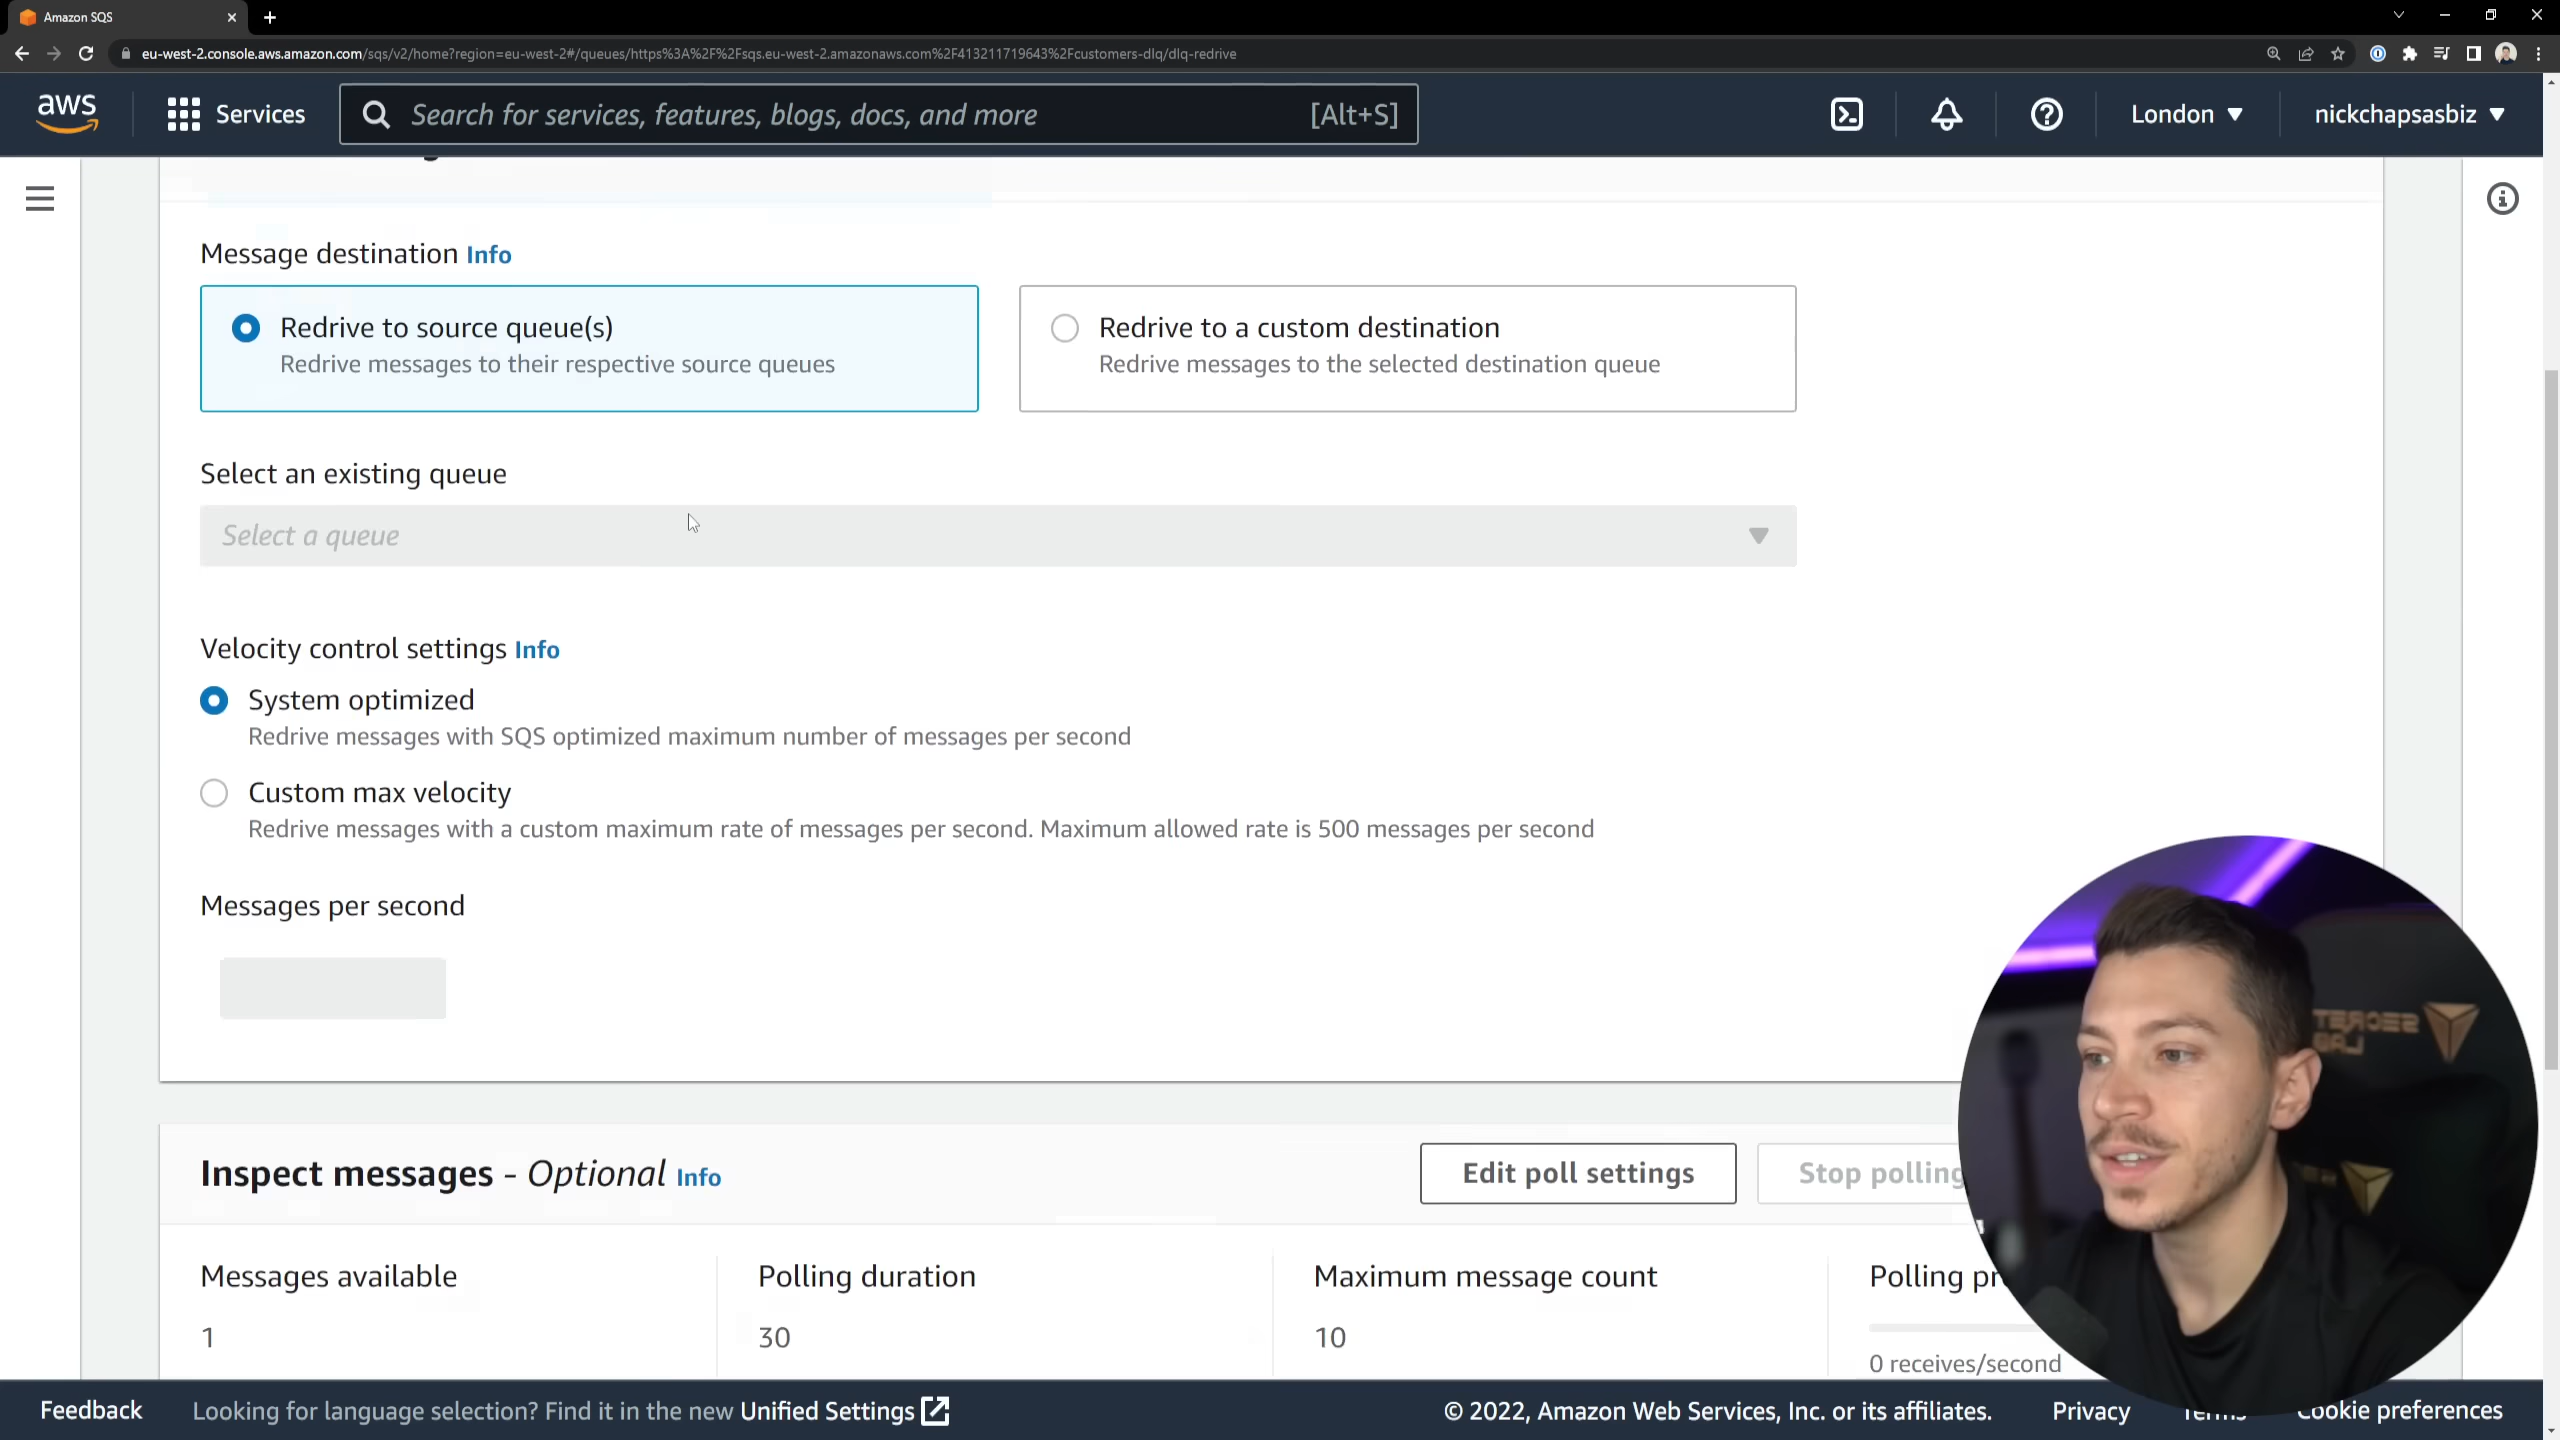 Amazon SQS
eu-west-2.console.aws.amazon.com/sqs/v2/home?region=eu-west-2#/queues/https%3A%2F%2Fsqs.eu-west-2.amazonaws.com%2F413211719643%2Fcustomers-dlq/dlq-redrive
aws
Services
Search for services, features, blogs, docs, and more
[Alt+S]
London
nickchapsasbiz
Message destination Info
Redrive to source queue(s)
Redrive messages to their respective source queues
Redrive to a custom destination
Redrive messages to the selected destination queue
Select an existing queue
Select a queue
Velocity control settings Info
System optimized
Redrive messages with SQS optimized maximum number of messages per second
Custom max velocity
Redrive messages with a custom maximum rate of messages per second. Maximum allowed rate is 500 messages per second
Messages per second
Inspect messages - Optional Info
Edit poll settings
Stop polling
Messages available
1
Polling duration
30
Maximum message count
10
Polling
0 receives/second
Feedback
Looking for language selection? Find it in the new Unified Settings
© 2022, Amazon Web Services, Inc. or its affiliates.
Privacy
Terms
Cookie preferences